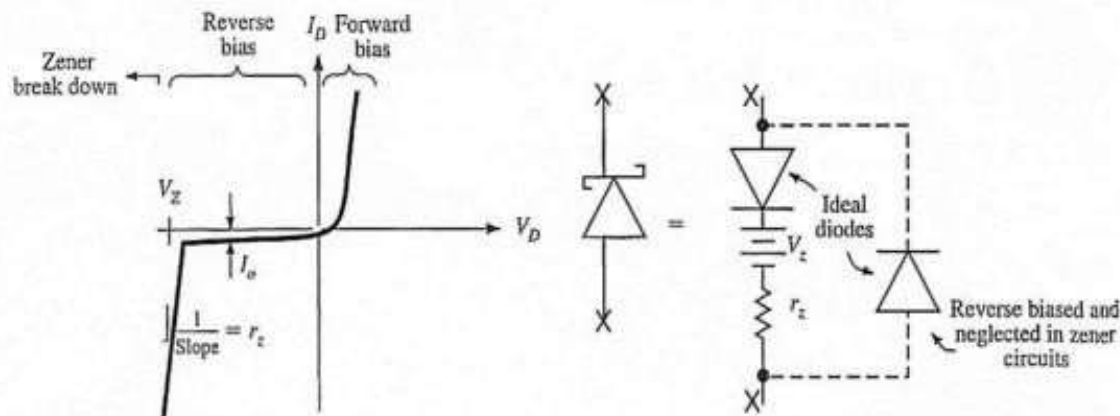 Reverse
bias
I_D
Forward
bias
Zener
break down
V_Z
V_D
I_o
1
Slope
= r_z
X
X
=
X
Ideal
diodes
V_z
r_z
Reverse biased and
neglected in zener
circuits
X